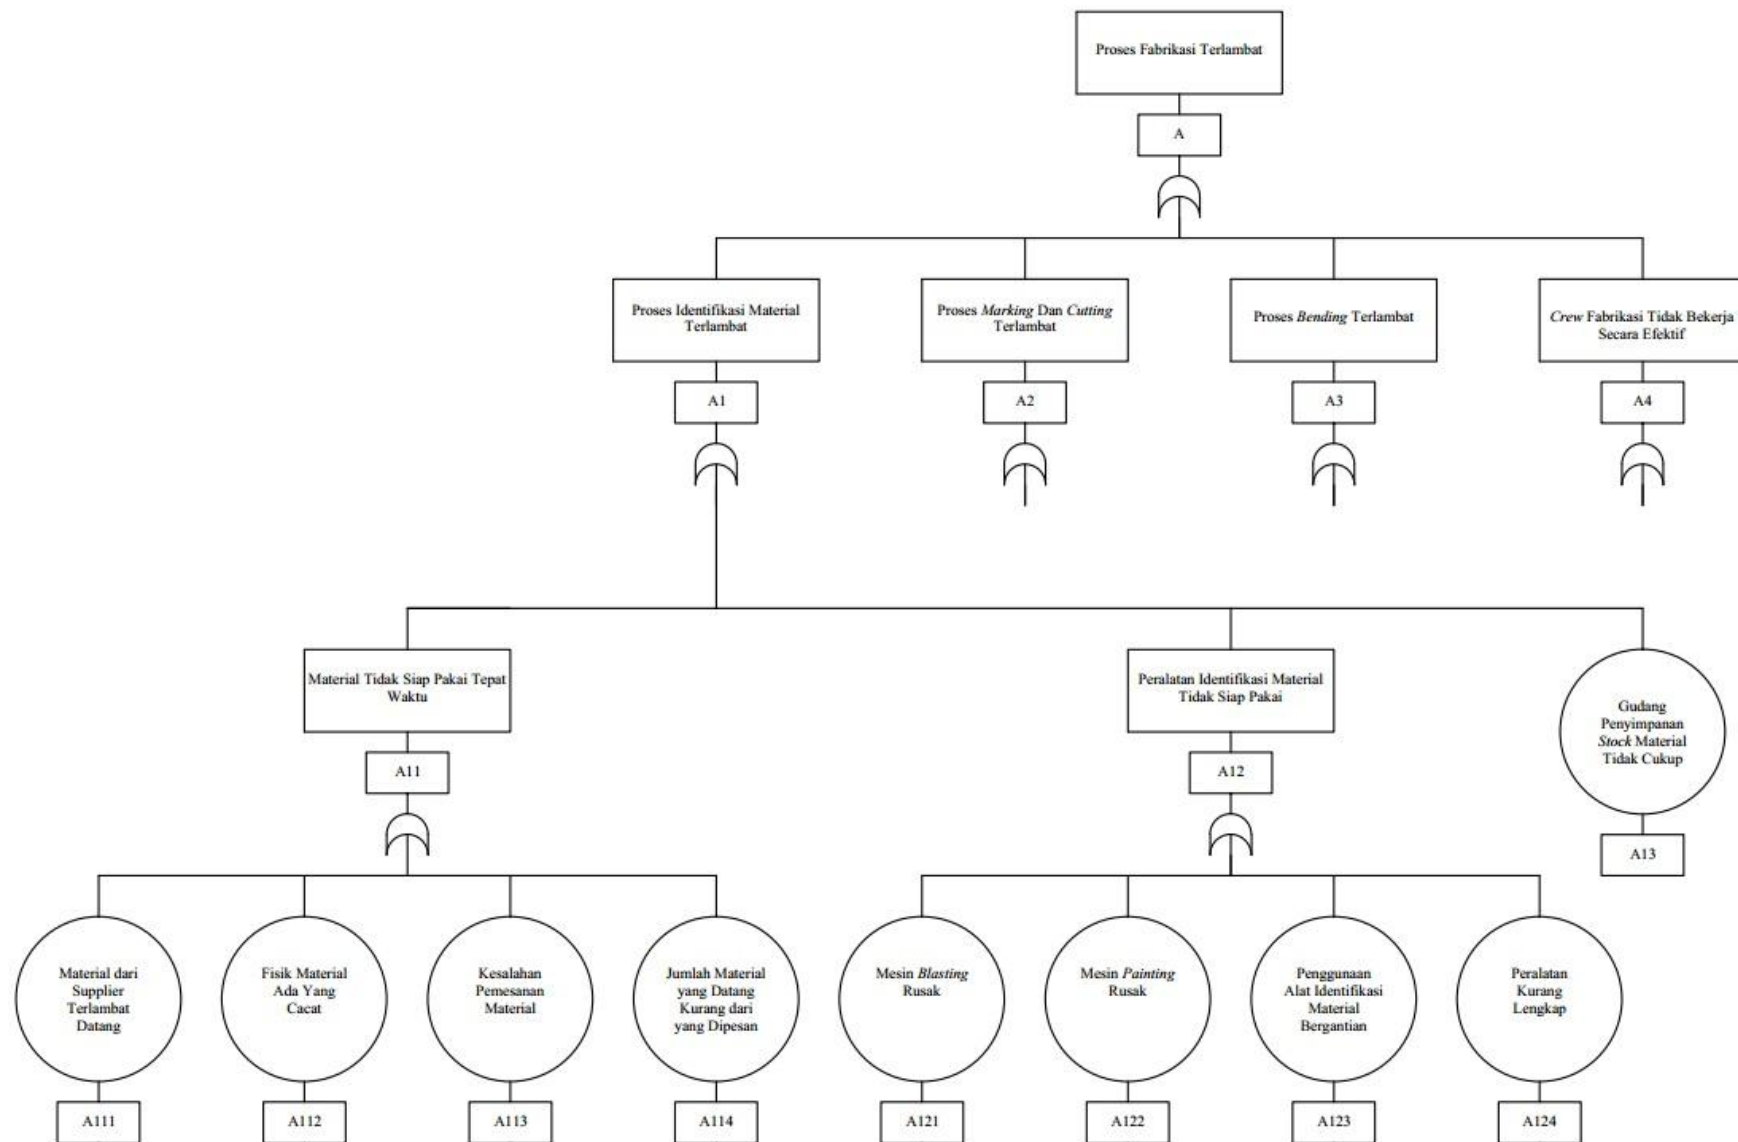 Proses Fabrikasi Terlambat
A
Proses Identifikasi Material
Terlambat
Proses Marking Dan Cutting
Terlambat
Proses Bending Terlambat
Crew Fabrikasi Tidak Bekerja
Secara Efektif
A1
A2
A3
A4
Material Tidak Siap Pakai Tepat
Waktu
Peralatan Identifikasi Material
Tidak Siap Pakai
Gudang
Penyimpanan
Stock Material
Tidak Cukup
A11
A12
A13
Material dari
Supplier
Terlambat
Datang
Fisik Material
Ada Yang
Cacat
Kesalahan
Pemesanan
Material
Jumlah Material
yang Datang
Kurang dari
yang Dipesan
Mesin Blasting
Rusak
Mesin Painting
Rusak
Penggunaan
Alat Identifikasi
Material
Bergantian
Peralatan
Kurang
Lengkap
A111
A112
A113
A114
A121
A122
A123
A124